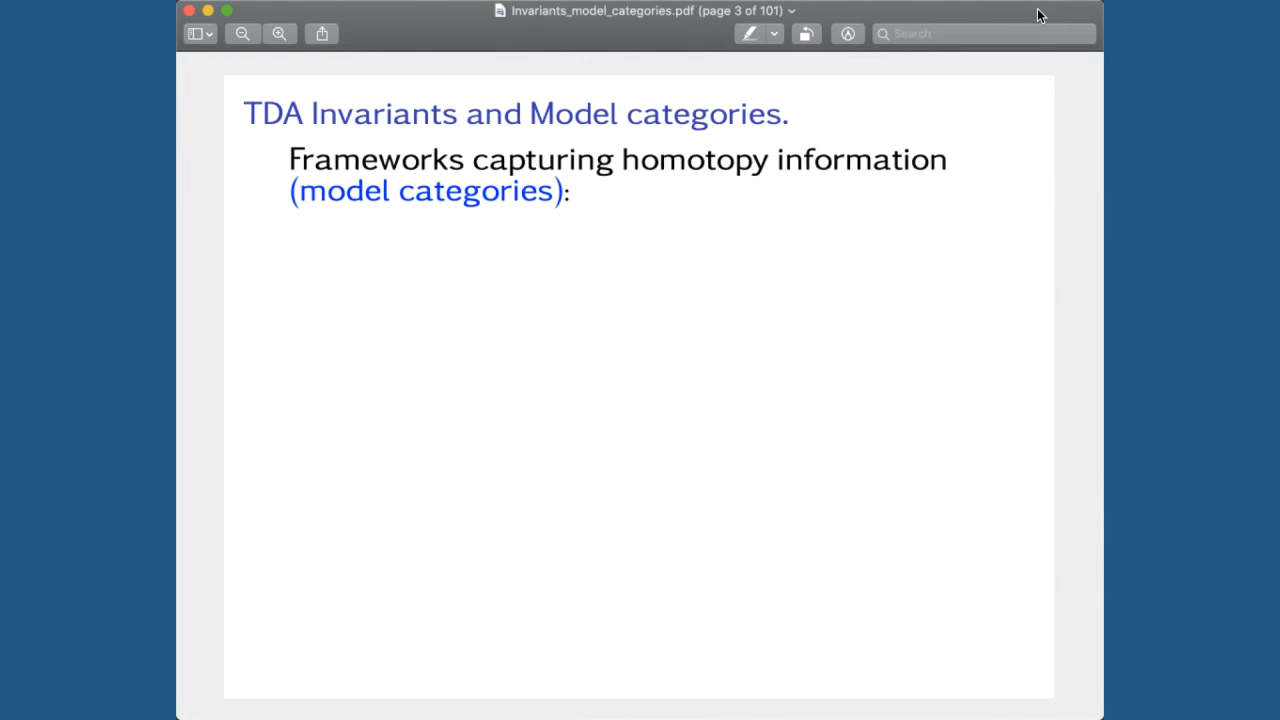 Invariants_model_categories.pdf (page 3 of 101)
Search
TDA Invariants and Model categories.
Frameworks capturing homotopy information
(model categories):